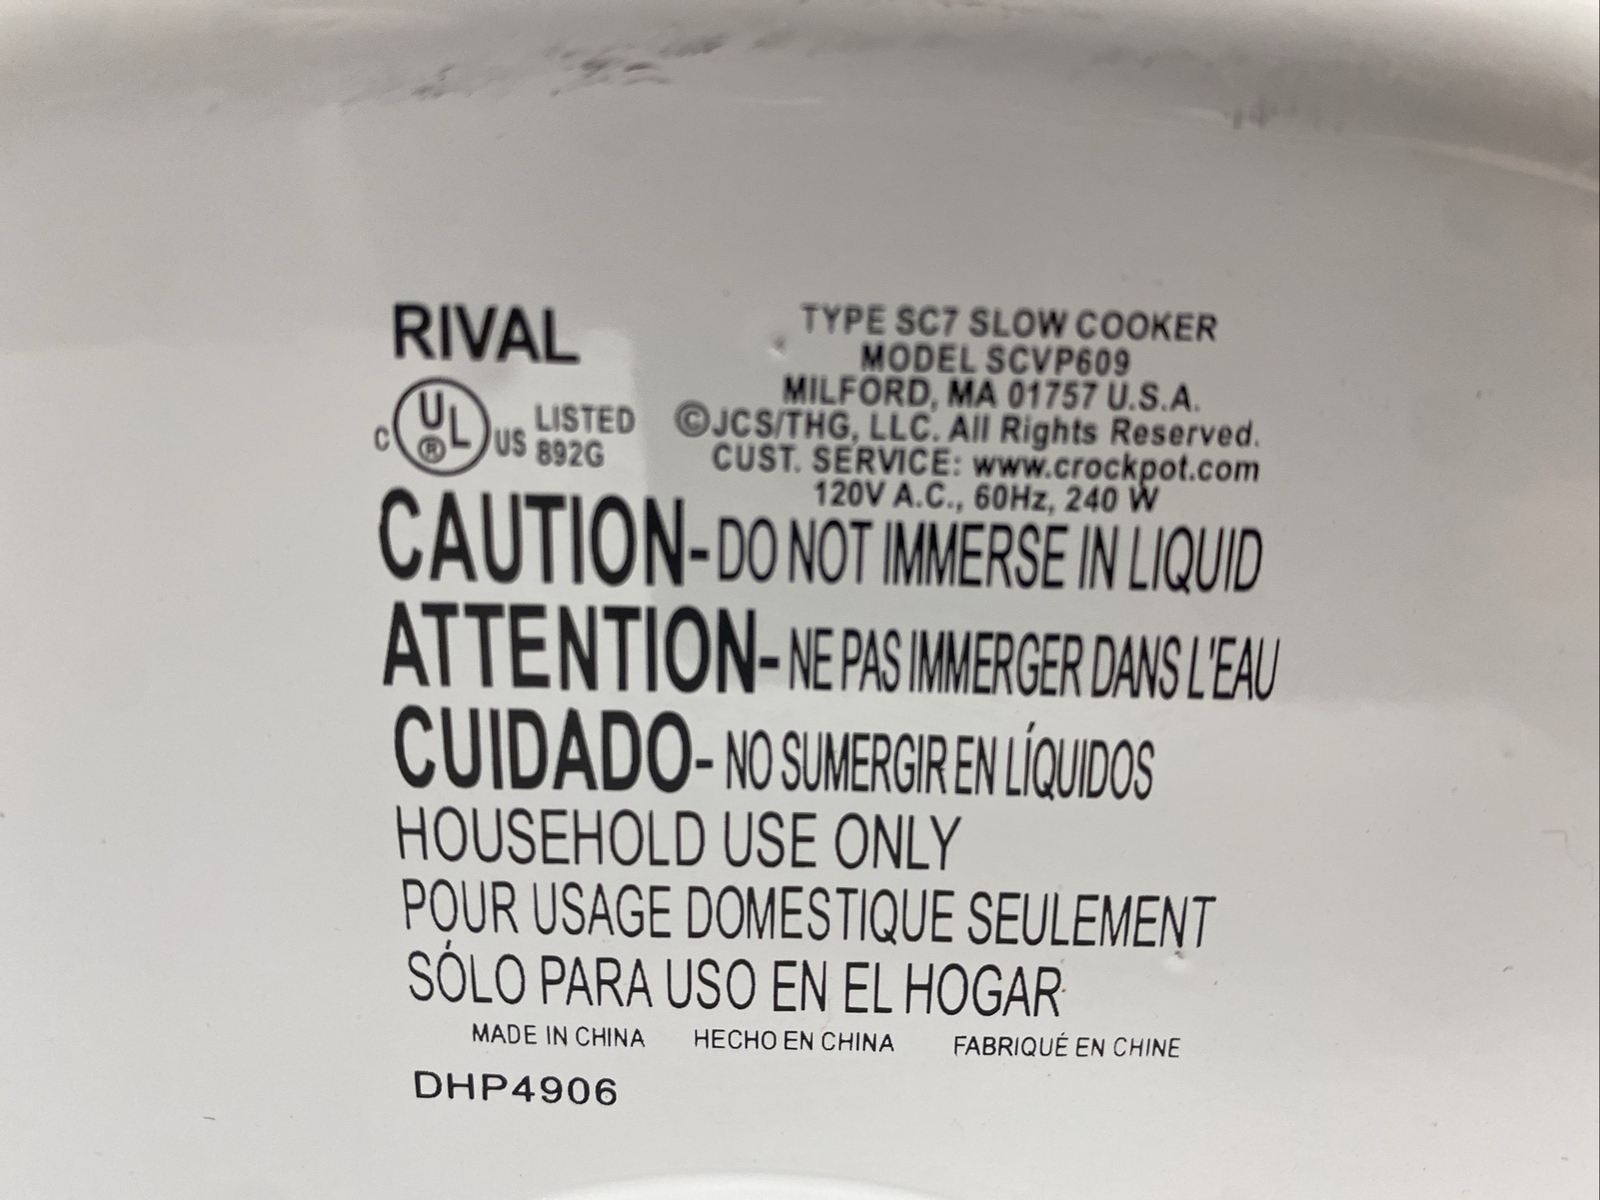 RIVAL
C UL ® US LISTED
892G
TYPE SC7 SLOW COOKER
MODEL SCVP609
MILFORD, MA 01757 U.S.A.
©JCS/THG, LLC. All Rights Reserved.
CUST. SERVICE: www.crockpot.com
120V A.C., 60Hz, 240 W
CAUTION-DO NOT IMMERSE IN LIQUID
ATTENTION-NE PAS IMMERGER DANS L'EAU
CUIDADO-NO SUMERGIR EN LÍQUIDOS
HOUSEHOLD USE ONLY
POUR USAGE DOMESTIQUE SEULEMENT
SÓLO PARA USO EN EL HOGAR
MADE IN CHINA HECHO EN CHINA FABRIQUÉ EN CHINE
DHP4906